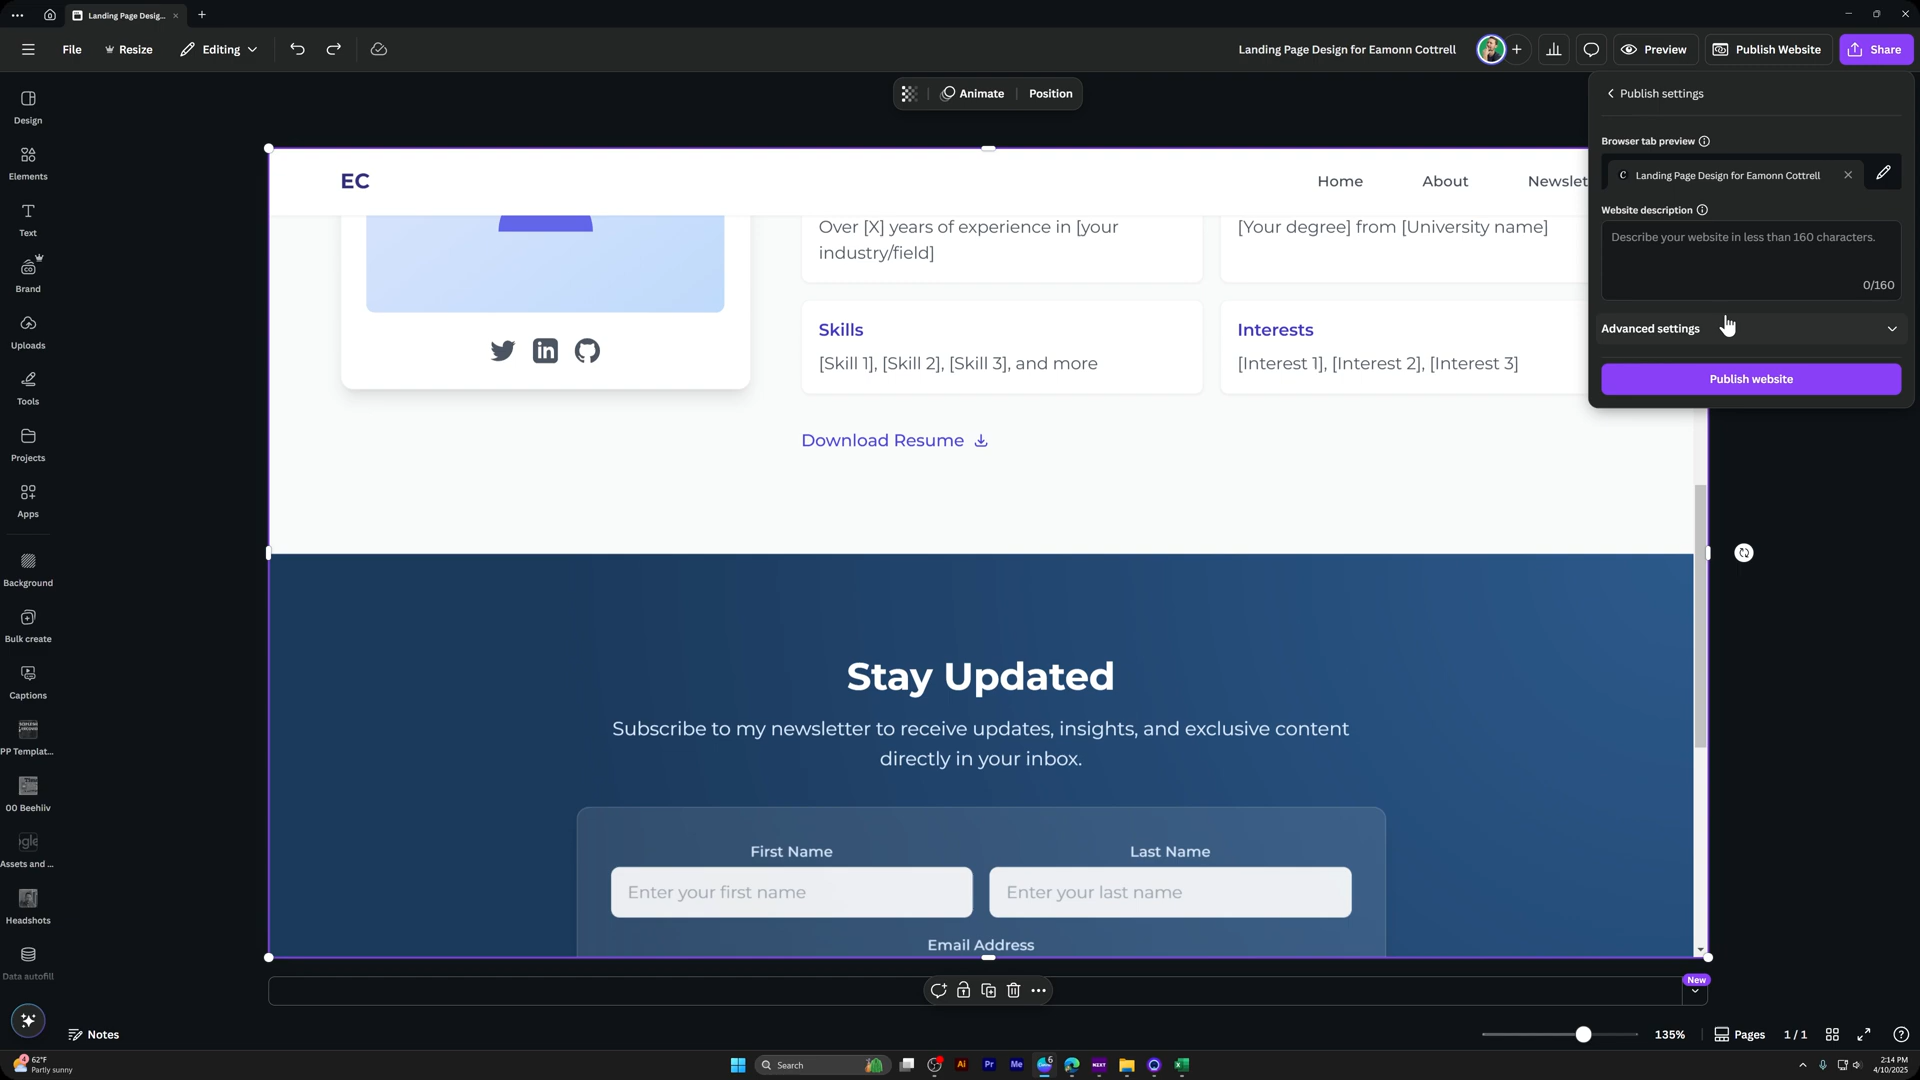 Landing Page Desig...
File
Resize
Editing
Landing Page Design for Eamonn Cottrell
Preview
Publish Website
Share
Animate
Position
Design
Elements
Text
Brand
Uploads
Tools
Projects
Apps
Background
Bulk create
Captions
PP Templat...
00 Beehiiv
Assets and ...
Headshots
Data autofill
Notes
EC
Home
About
Newslet
Over [X] years of experience in [your
industry/field]
[Your degree] from [University name]
Skills
[Skill 1], [Skill 2], [Skill 3], and more
Interests
[Interest 1], [Interest 2], [Interest 3]
Download Resume
Stay Updated
Subscribe to my newsletter to receive updates, insights, and exclusive content
directly in your inbox.
First Name
Last Name
Enter your first name
Enter your last name
Email Address
Publish settings
Browser tab preview
Landing Page Design for Eamonn Cottrell
Website description
Describe your website in less than 160 characters.
0/160
Advanced settings
Publish website
New
135%
Pages
1 / 1
4
62°F
Partly sunny
Search
Ai
Pr
Me
6
NEXT
2:14 PM
4/10/2025